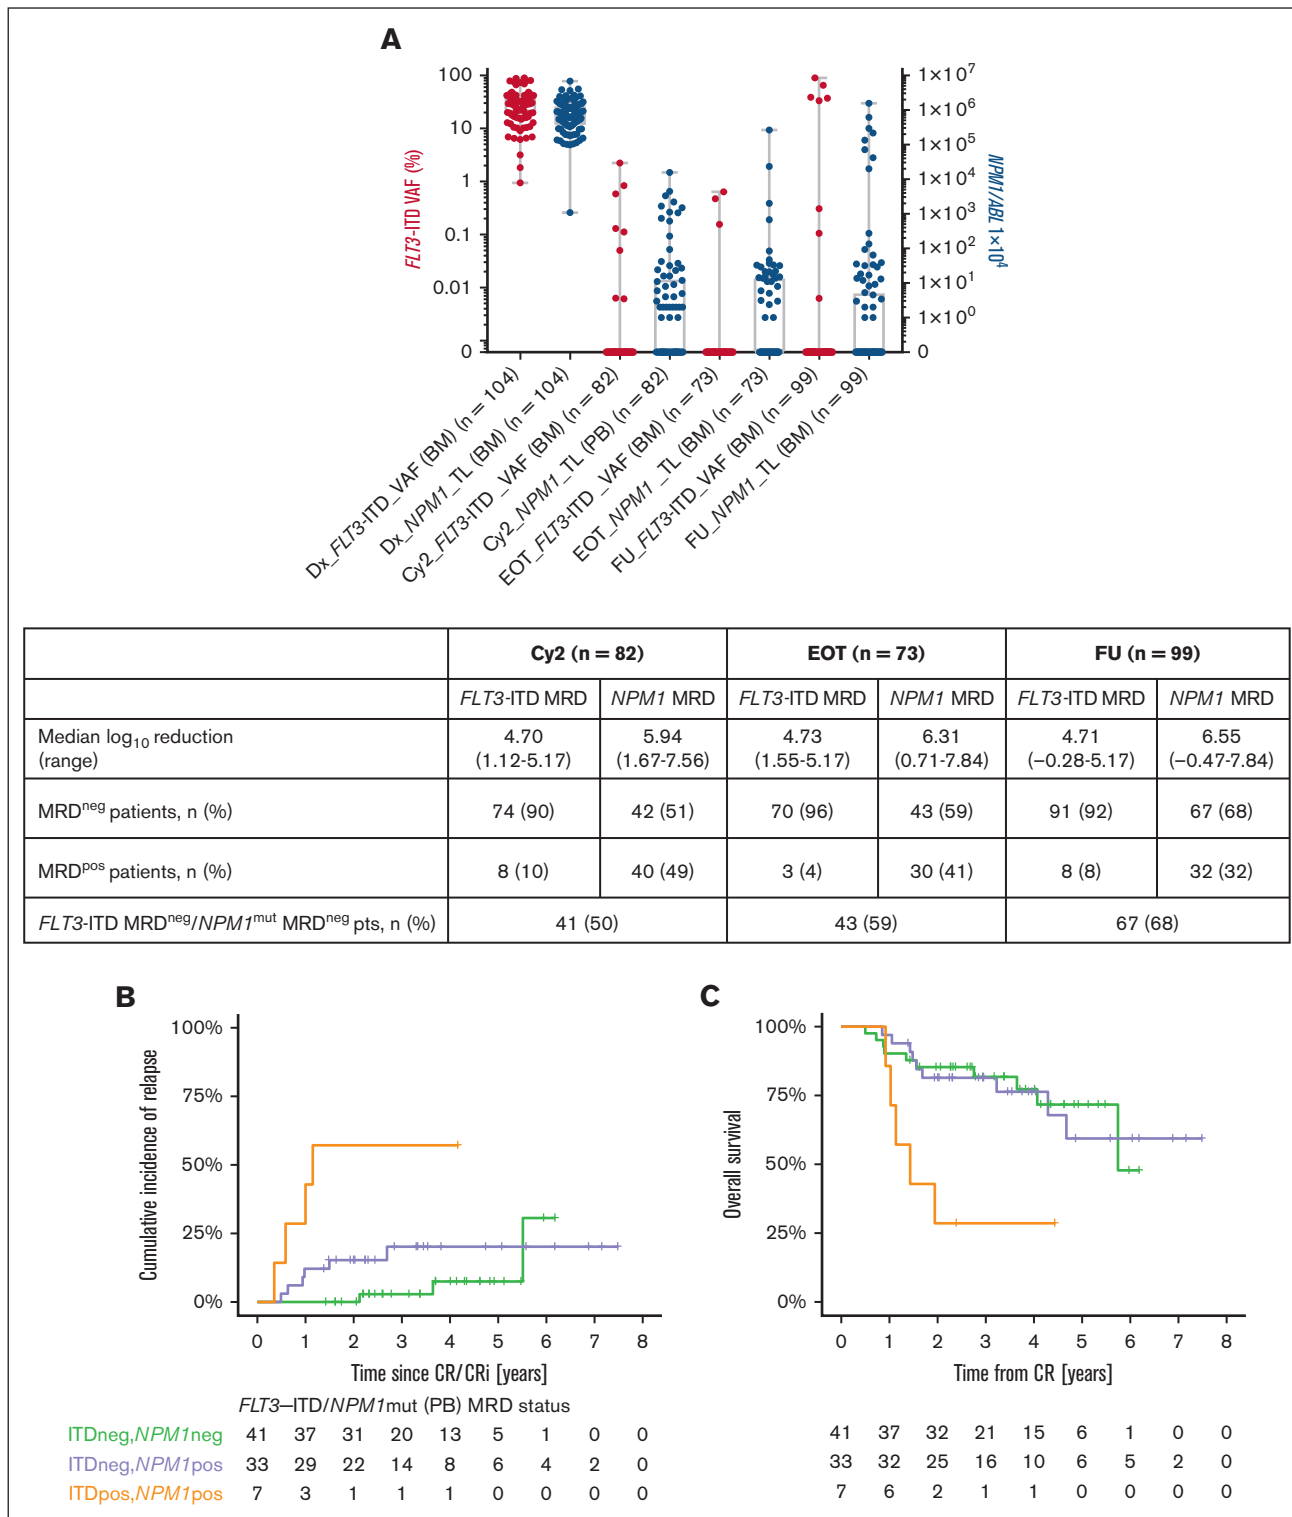 A
100
10
1
0.1
0.01
0
FLT3-ITD VAF (%)
1×10⁷
1×10⁶
1×10⁵
1×10⁴
1×10³
1×10²
1×10¹
1×10⁰
0
NPM1/ABL 1×10⁴
Dx_FLT3-ITD_VAF (BM) (n = 104)
Dx_NPM1_TL (BM) (n = 104)
Cy2_FLT3-ITD _VAF (BM) (n = 82)
Cy2_NPM1_TL (PB) (n = 82)
EOT_FLT3-ITD _VAF (BM) (n = 73)
EOT_NPM1 _TL (BM) (n = 73)
FU_FLT3-ITD_VAF (BM) (n = 99)
FU_NPM1_TL (BM) (n = 99)
Cy2 (n = 82) EOT (n = 73) FU (n = 99)
FLT3-ITD MRD NPM1 MRD FLT3-ITD MRD NPM1 MRD FLT3-ITD MRD NPM1 MRD
Median log₁₀ reduction 4.70 5.94 4.73 6.31 4.71 6.55
(range) (1.12-5.17) (1.67-7.56) (1.55-5.17) (0.71-7.84) (−0.28-5.17) (−0.47-7.84)
MRDneg patients, n (%) 74 (90) 42 (51) 70 (96) 43 (59) 91 (92) 67 (68)
MRDpos patients, n (%) 8 (10) 40 (49) 3 (4) 30 (41) 8 (8) 32 (32)
FLT3-ITD MRDneg/NPM1mut MRDneg pts, n (%) 41 (50) 43 (59) 67 (68)
B
100%
75%
50%
25%
0%
Cumulative incidence of relapse
0 1 2 3 4 5 6 7 8
Time since CR/CRi [years]
C
100%
75%
50%
25%
0%
Overall survival
0 1 2 3 4 5 6 7 8
Time from CR [years]
FLT3–ITD/NPM1mut (PB) MRD status
ITDneg,NPM1neg 41 37 31 20 13 5 1 0 0
ITDneg,NPM1pos 33 29 22 14 8 6 4 2 0
ITDpos,NPM1pos 7 3 1 1 1 0 0 0 0
41 37 32 21 15 6 1 0 0
33 32 25 16 10 6 5 2 0
7 6 2 1 1 0 0 0 0